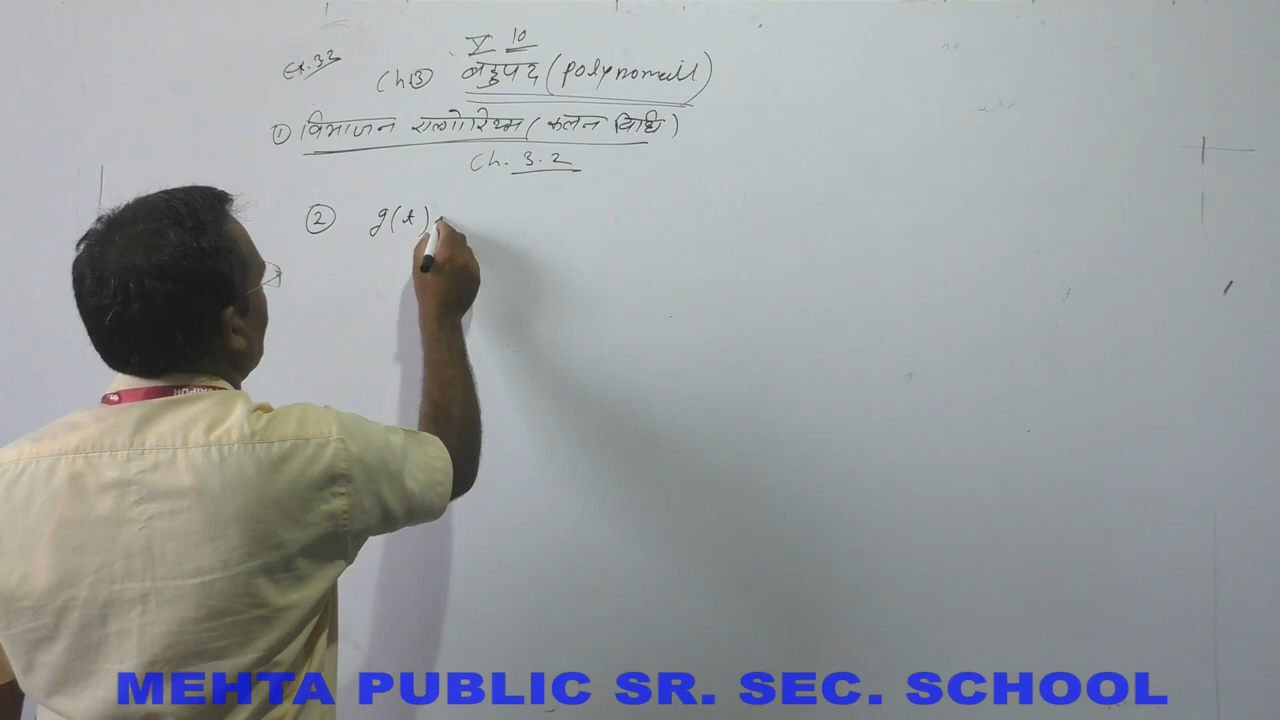 V 10
Ex. 3.2
Ch ③ बहुपद (polynomeill)
① विभाजन एल्गोरिथ्म (कलन विधि)
Ch. 3.2
② g(t)
MEHTA PUBLIC SR. SEC. SCHOOL